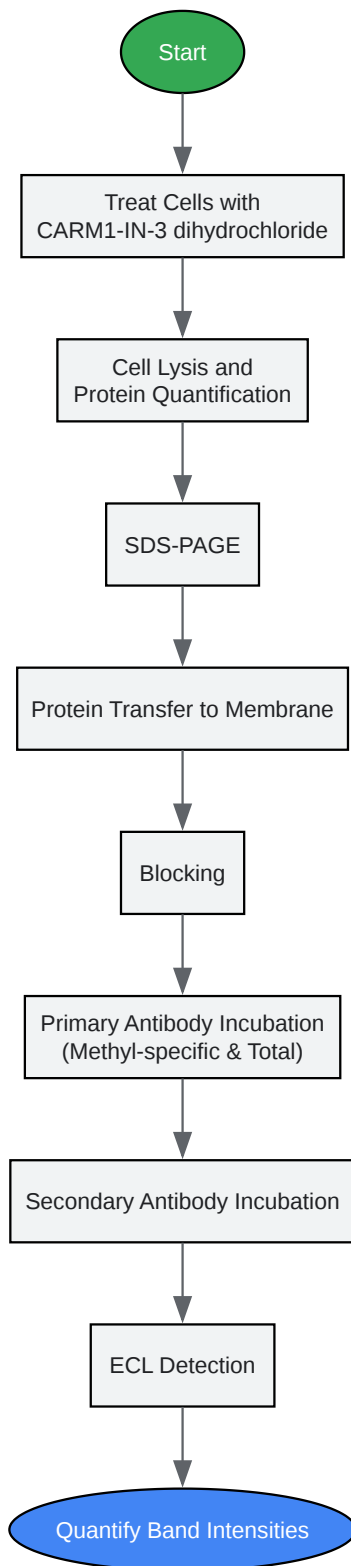 Start
Treat Cells with
CARM1-IN-3 dihydrochloride
Cell Lysis and
Protein Quantification
SDS-PAGE
Protein Transfer to Membrane
Blocking
Primary Antibody Incubation
(Methyl-specific & Total)
Secondary Antibody Incubation
ECL Detection
Quantify Band Intensities